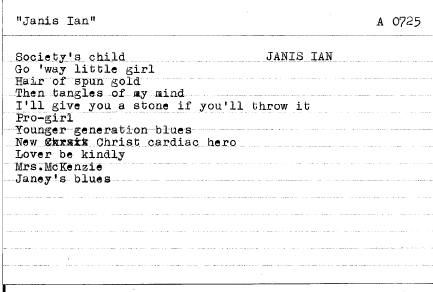 "Janis Ian" A 0725
Society's child JANIS IAN
Go 'way little girl
Hair of spun gold
Then tangles of my mind
I'll give you a stone if you'll throw it
Pro-girl
Younger generation blues
New Christ cardiac hero
Lover be kindly
Mrs.McKenzie
Janey's blues